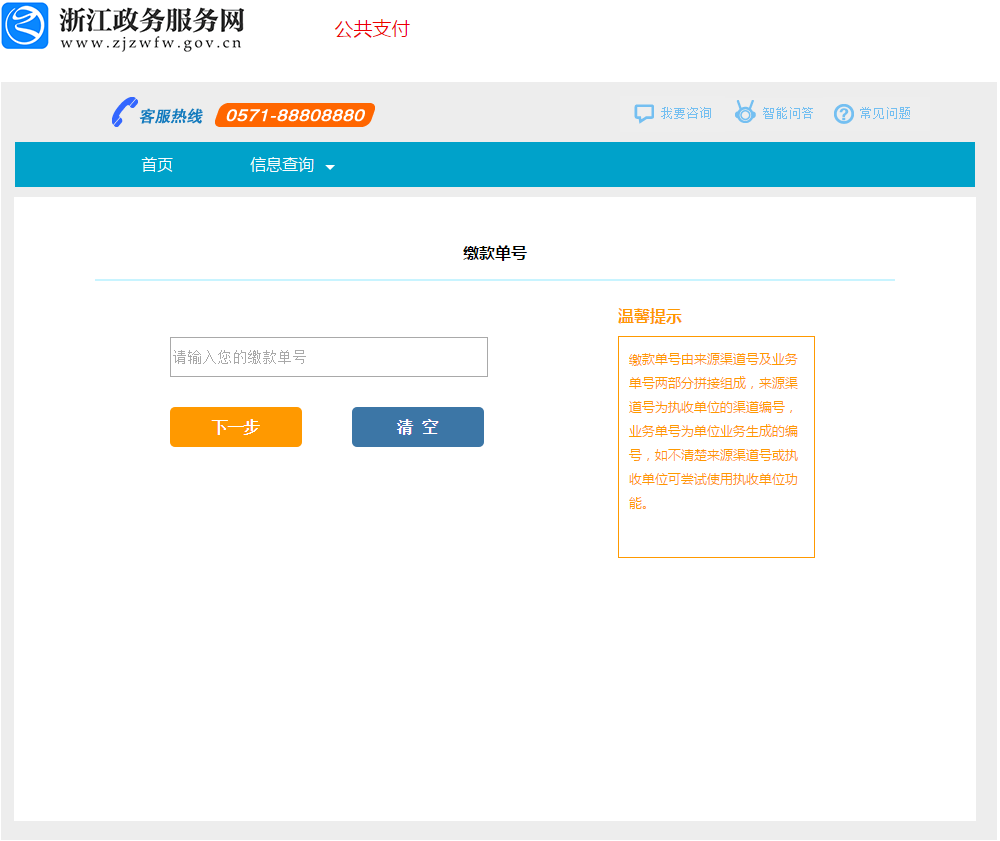 浙江政务服务网
www.zjzwfw.gov.cn
公共支付
客服热线 0571-88808880
我要咨询 智能问答 常见问题
首页 信息查询
缴款单号
温馨提示
请输入您的缴款单号
下一步 清 空
缴款单号由来源渠道号及业务
单号两部分拼接组成，来源渠
道号为执收单位的渠道编号，
业务单号为单位业务生成的编
号，如不清楚来源渠道号或执
收单位可尝试使用执收单位功
能。